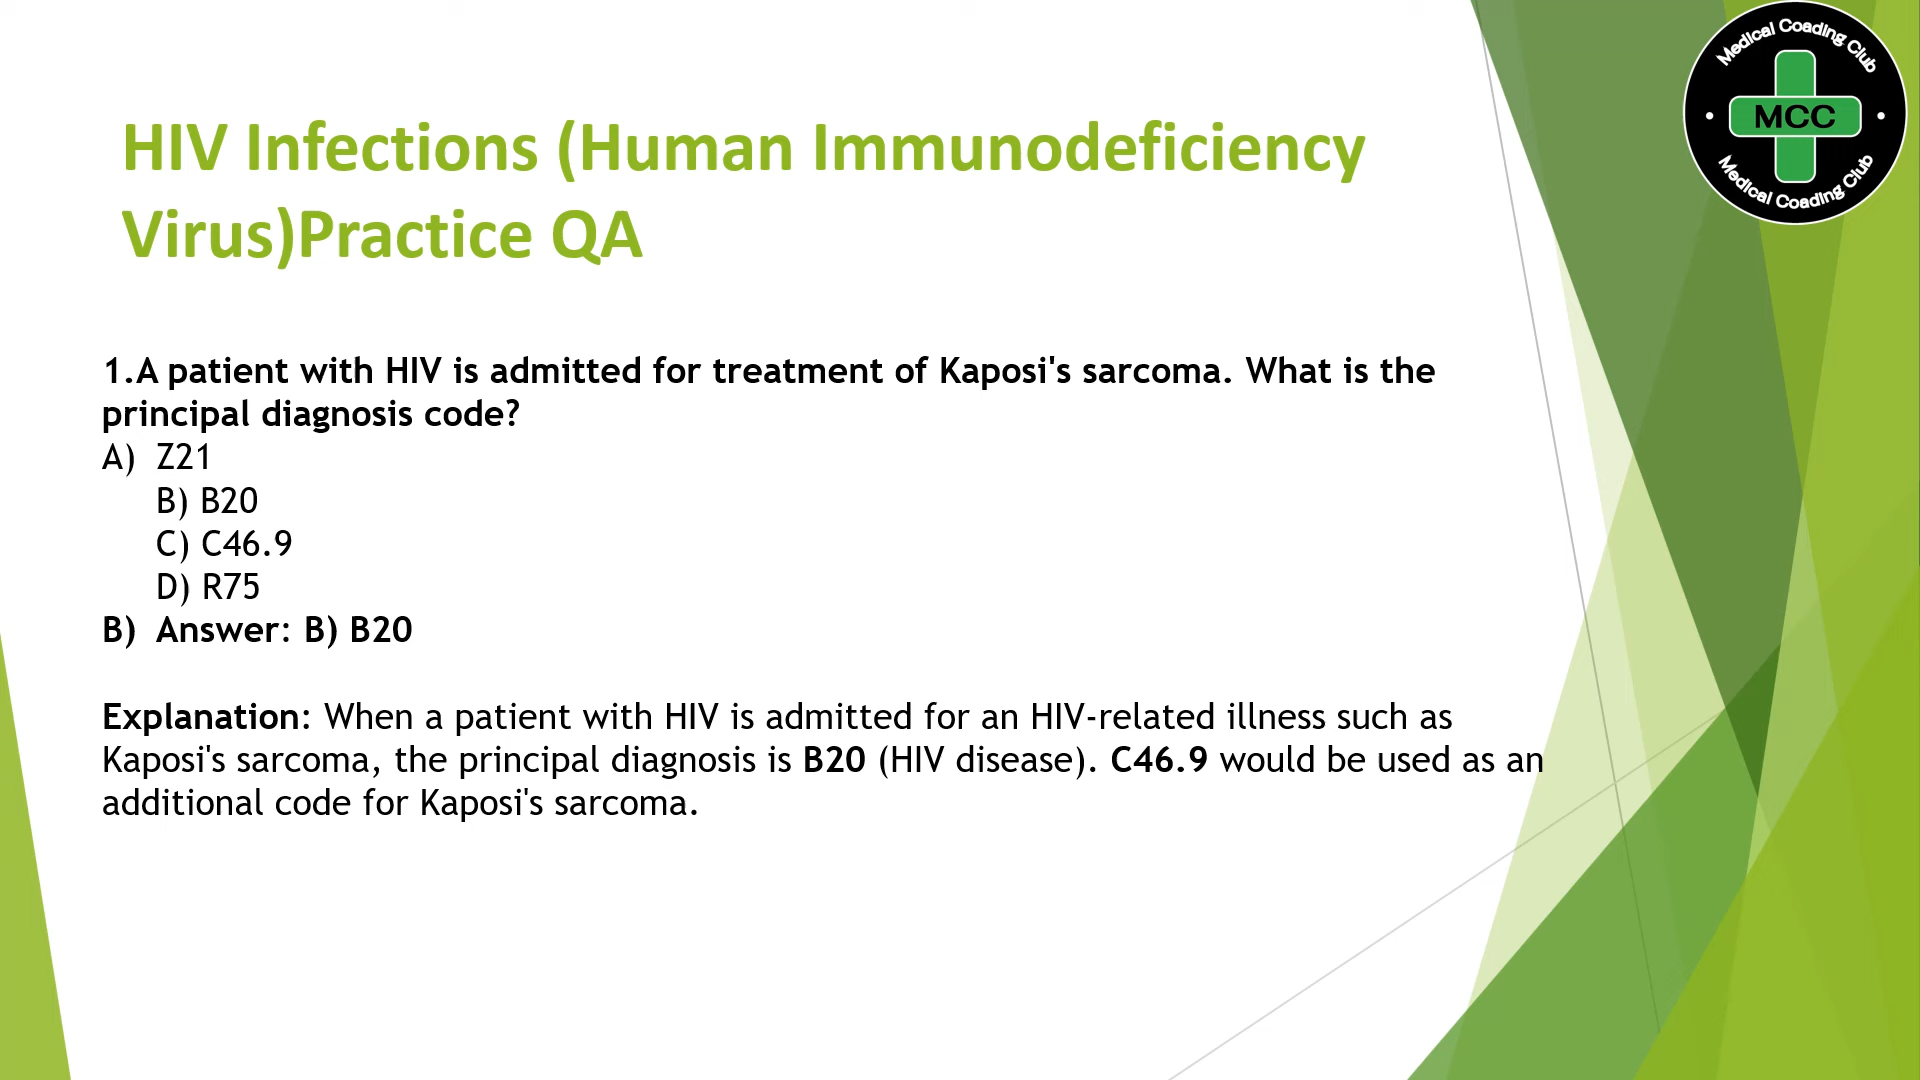 Medical Coading Club
MCC
Medical Coading Club
HIV Infections (Human Immunodeficiency
Virus)Practice QA
1.A patient with HIV is admitted for treatment of Kaposi's sarcoma. What is the
principal diagnosis code?
A) Z21
B) B20
C) C46.9
D) R75
B) Answer: B) B20
Explanation: When a patient with HIV is admitted for an HIV-related illness such as
Kaposi's sarcoma, the principal diagnosis is B20 (HIV disease). C46.9 would be used as an
additional code for Kaposi's sarcoma.